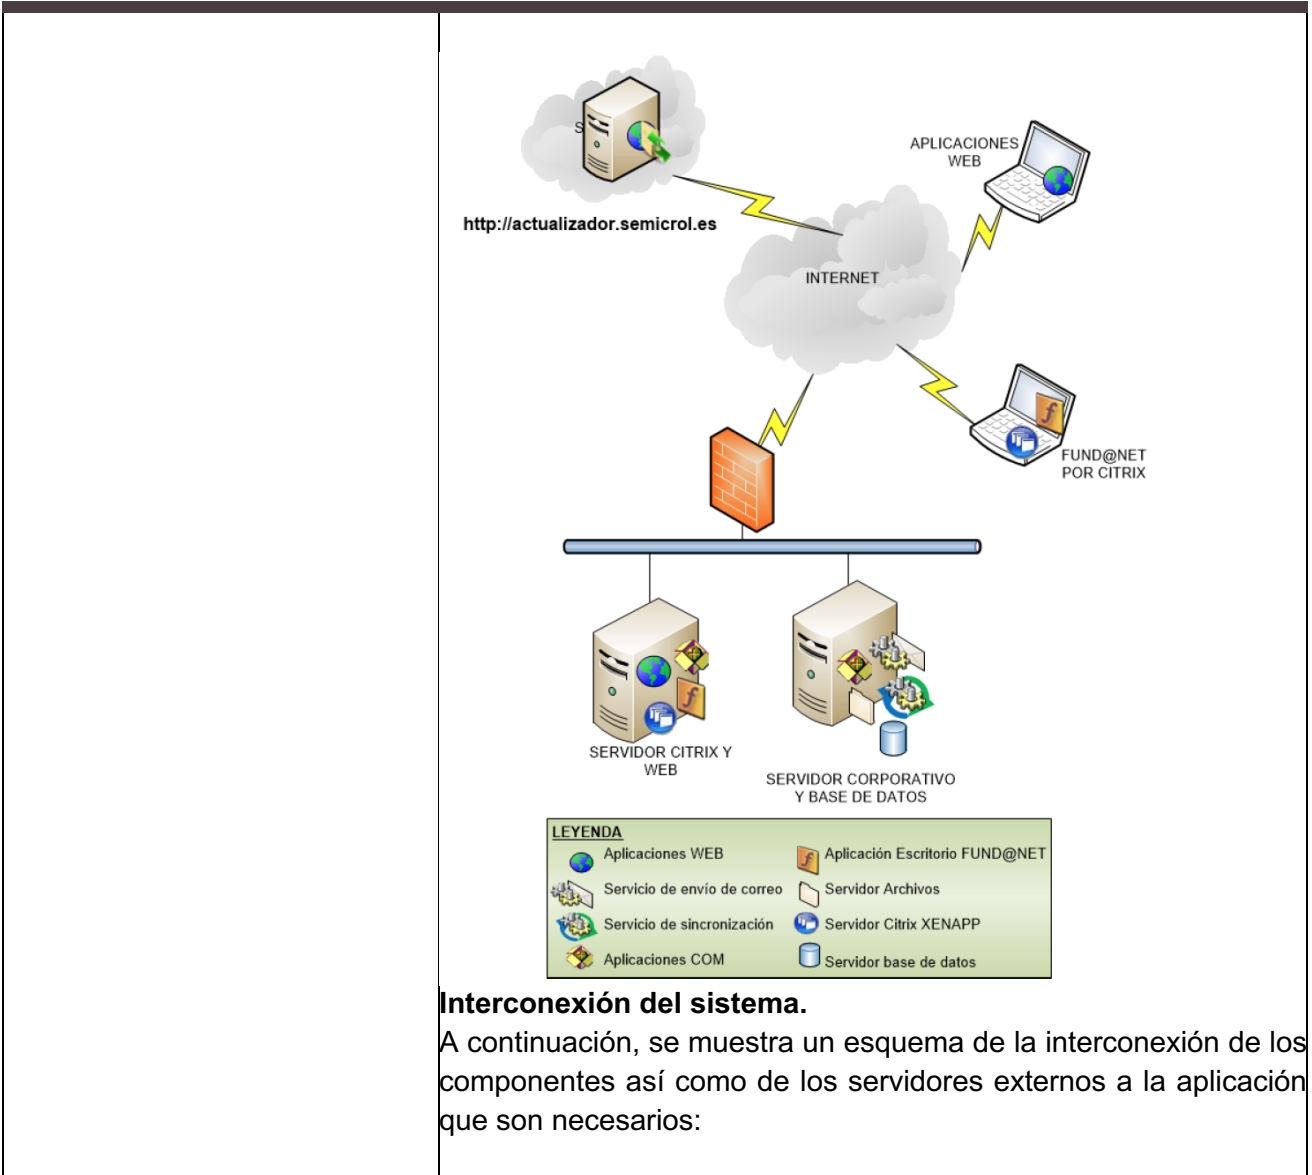 APLICACIONES
WEB
http://actualizador.semicrol.es
INTERNET
FUND@NET
POR CITRIX
SERVIDOR CITRIX Y
WEB
SERVIDOR CORPORATIVO
Y BASE DE DATOS
LEYENDA
Aplicaciones WEB
Aplicación Escritorio FUND@NET
Servicio de envío de correo
Servidor Archivos
Servicio de sincronización
Servidor Citrix XENAPP
Aplicaciones COM
Servidor base de datos
Interconexión del sistema.
A continuación, se muestra un esquema de la interconexión de los
componentes así como de los servidores externos a la aplicación
que son necesarios: